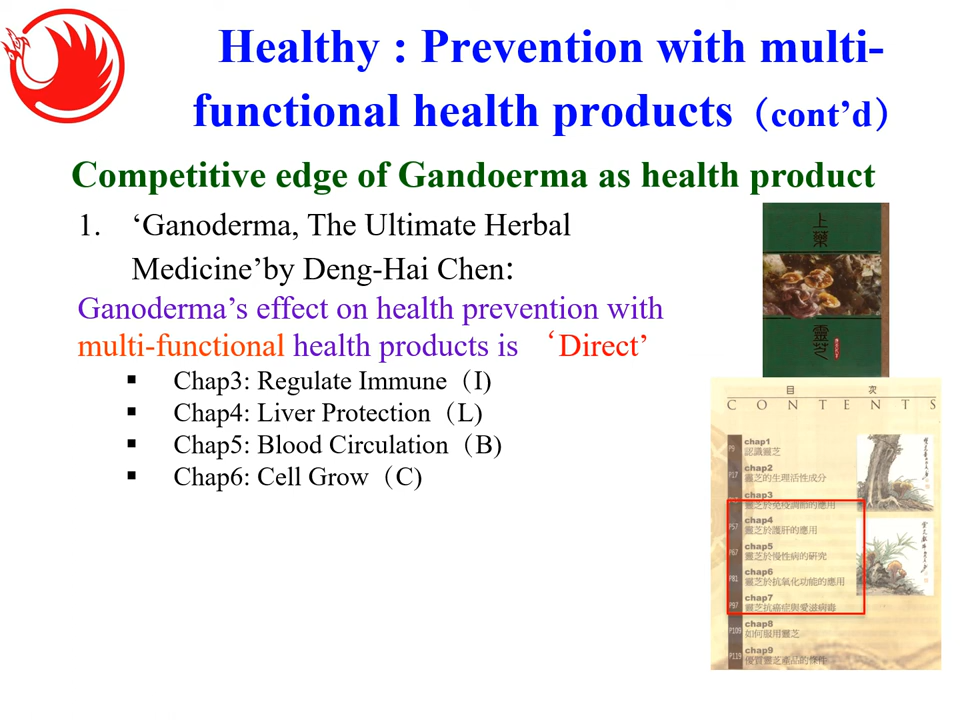 Healthy : Prevention with multi-
functional health products（cont’d）
Competitive edge of Gandoerma as health product
1. ‘Ganoderma, The Ultimate Herbal
Medicine’by Deng-Hai Chen:
Ganoderma’s effect on health prevention with
multi-functional health products is ‘Direct’
▪ Chap3: Regulate Immune（I)
▪ Chap4: Liver Protection（L)
▪ Chap5: Blood Circulation（B)
▪ Chap6: Cell Grow（C)
上藥
靈芝
目 次
CONTENTS
chap1
認識靈芝
P17 chap2
靈芝的生理活性成分
chap3
靈芝於免疫調節的應用
P57 chap4
靈芝於護肝的應用
P67 chap5
靈芝於慢性病的研究
P81 chap6
靈芝於抗氧化功能的應用
P97 chap7
靈芝抗癌症與愛滋病毒
P109 chap8
如何服用靈芝
P119 chap9
優質靈芝產品的條件